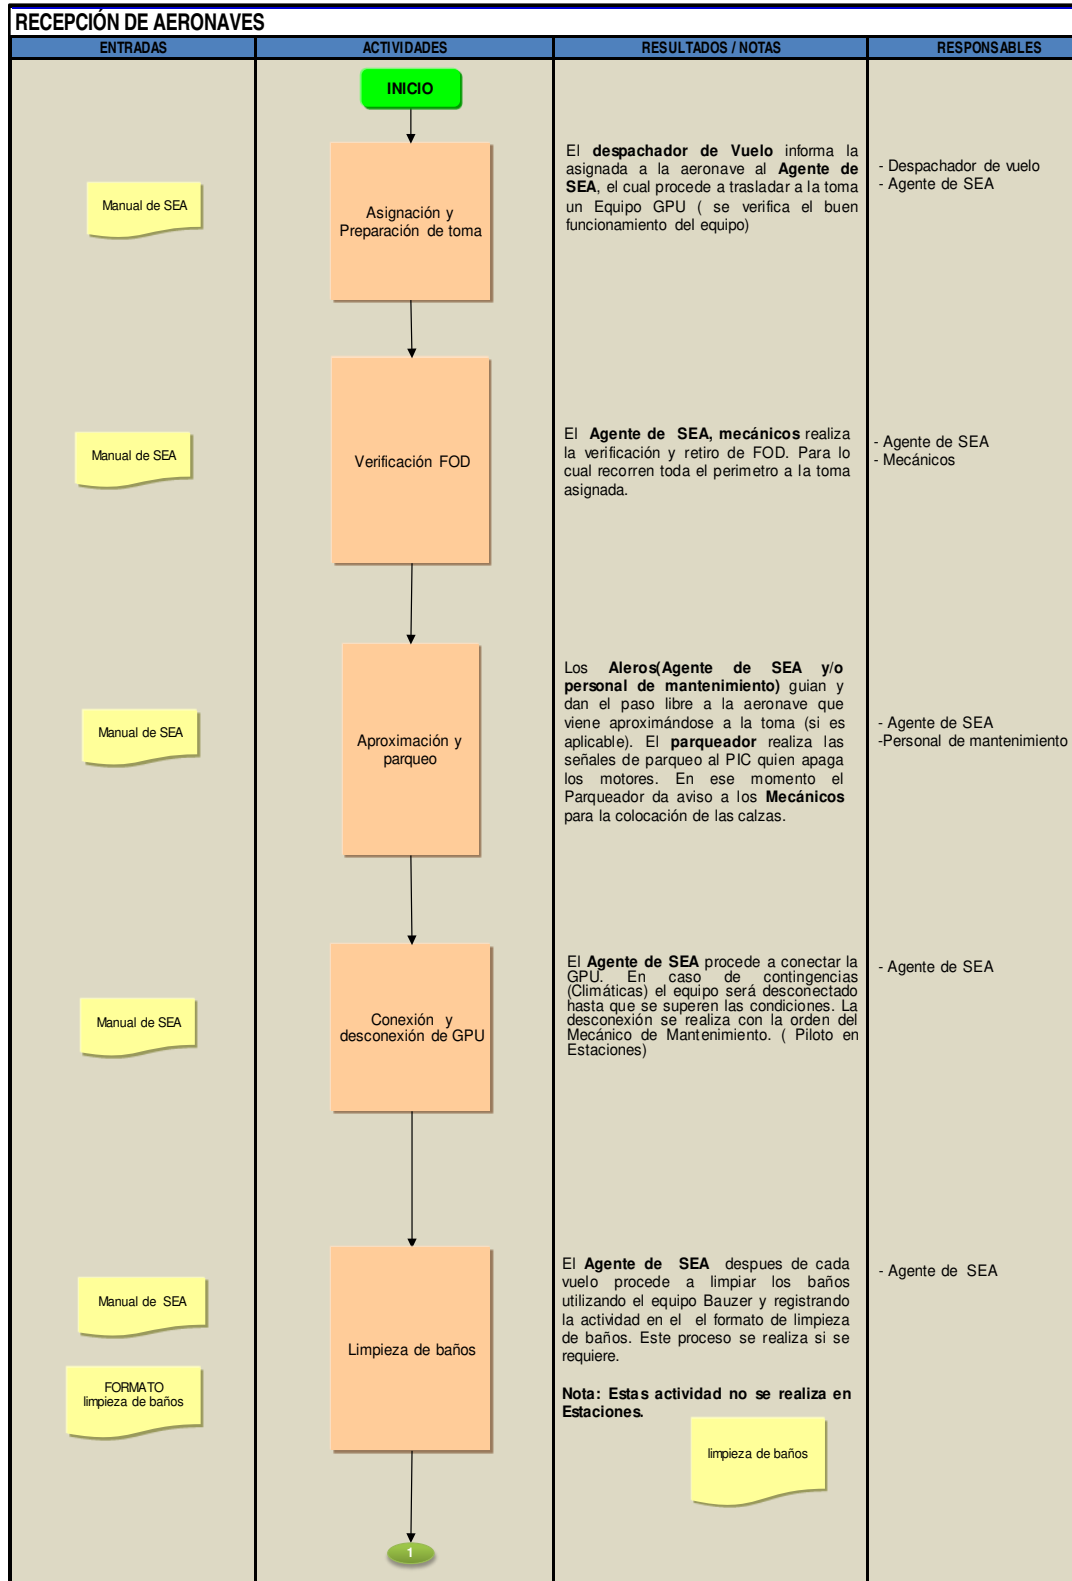 RECEPCIÓN DE AERONAVES
ENTRADAS
ACTIVIDADES
RESULTADOS / NOTAS
RESPONSABLES
INICIO
Manual de SEA
Asignación y
Preparación de toma
El despachador de Vuelo informa la
asignada a la aeronave al Agente de
SEA, el cual procede a trasladar a la toma
un Equipo GPU ( se verifica el buen
funcionamiento del equipo)
- Despachador de vuelo
- Agente de SEA
Manual de SEA
Verificación FOD
El Agente de SEA, mecánicos realiza
la verificación y retiro de FOD. Para lo
cual recorren toda el perimetro a la toma
asignada.
- Agente de SEA
- Mecánicos
Manual de SEA
Aproximación y
parqueo
Los Aleros(Agente de SEA y/o
personal de mantenimiento) guian y
dan el paso libre a la aeronave que
viene aproximándose a la toma (si es
aplicable). El parqueador realiza las
señales de parqueo al PIC quien apaga
los motores. En ese momento el
Parqueador da aviso a los Mecánicos
para la colocación de las calzas.
- Agente de SEA
-Personal de mantenimiento
Manual de SEA
Conexión y
desconexión de GPU
El Agente de SEA procede a conectar la
GPU. En caso de contingencias
(Climáticas) el equipo será desconectado
hasta que se superen las condiciones. La
desconexión se realiza con la orden del
Mecánico de Mantenimiento. ( Piloto en
Estaciones)
- Agente de SEA
Manual de SEA
FORMATO
limpieza de baños
Limpieza de baños
El Agente de SEA despues de cada
vuelo procede a limpiar los baños
utilizando el equipo Bauzer y registrando
la actividad en el el formato de limpieza
de baños. Este proceso se realiza si se
requiere.
Nota: Estas actividad no se realiza en
Estaciones.
limpieza de baños
- Agente de SEA
1